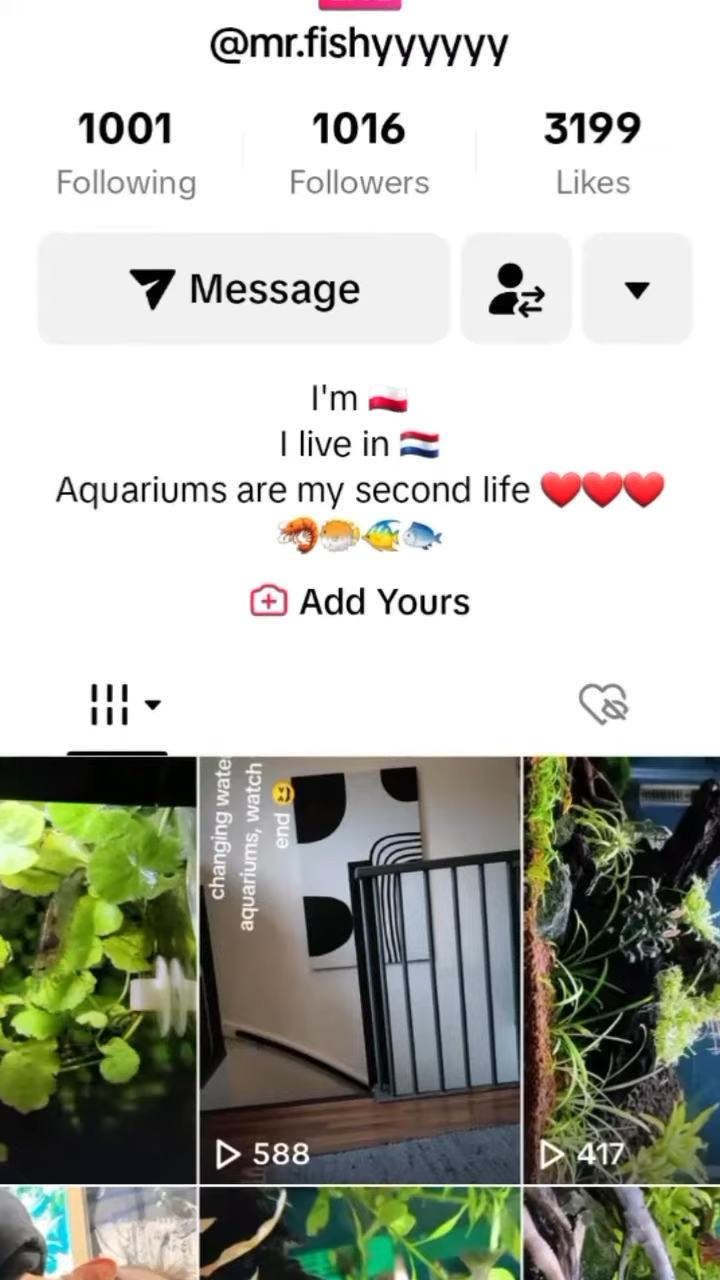 @mr.fishyyyyyy
1001 1016 3199
Following Followers Likes
Message
I'm 🇵🇱
I live in 🇳🇱
Aquariums are my second life ❤️❤️❤️
🦐🐡🐠🐟
Add Yours
changing wate
aquariums, watch
end
588
417